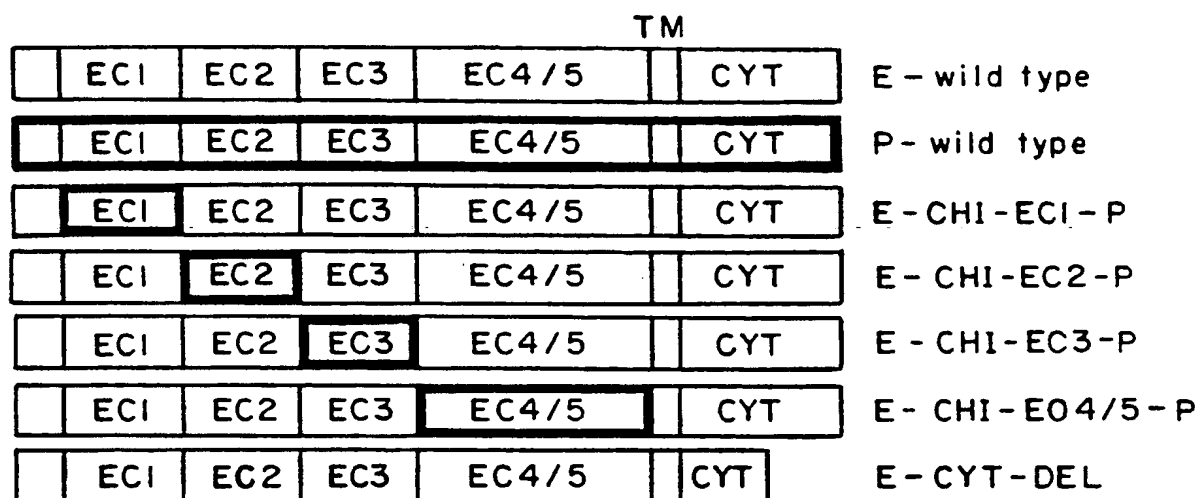 TM
EC1 EC2 EC3 EC4/5 CYT E-wild type
EC1 EC2 EC3 EC4/5 CYT P-wild type
EC1 EC2 EC3 EC4/5 CYT E-CHI-EC1-P
EC1 EC2 EC3 EC4/5 CYT E-CHI-EC2-P
EC1 EC2 EC3 EC4/5 CYT E-CHI-EC3-P
EC1 EC2 EC3 EC4/5 CYT E-CHI-EO4/5-P
EC1 EC2 EC3 EC4/5 CYT E-CYT-DEL